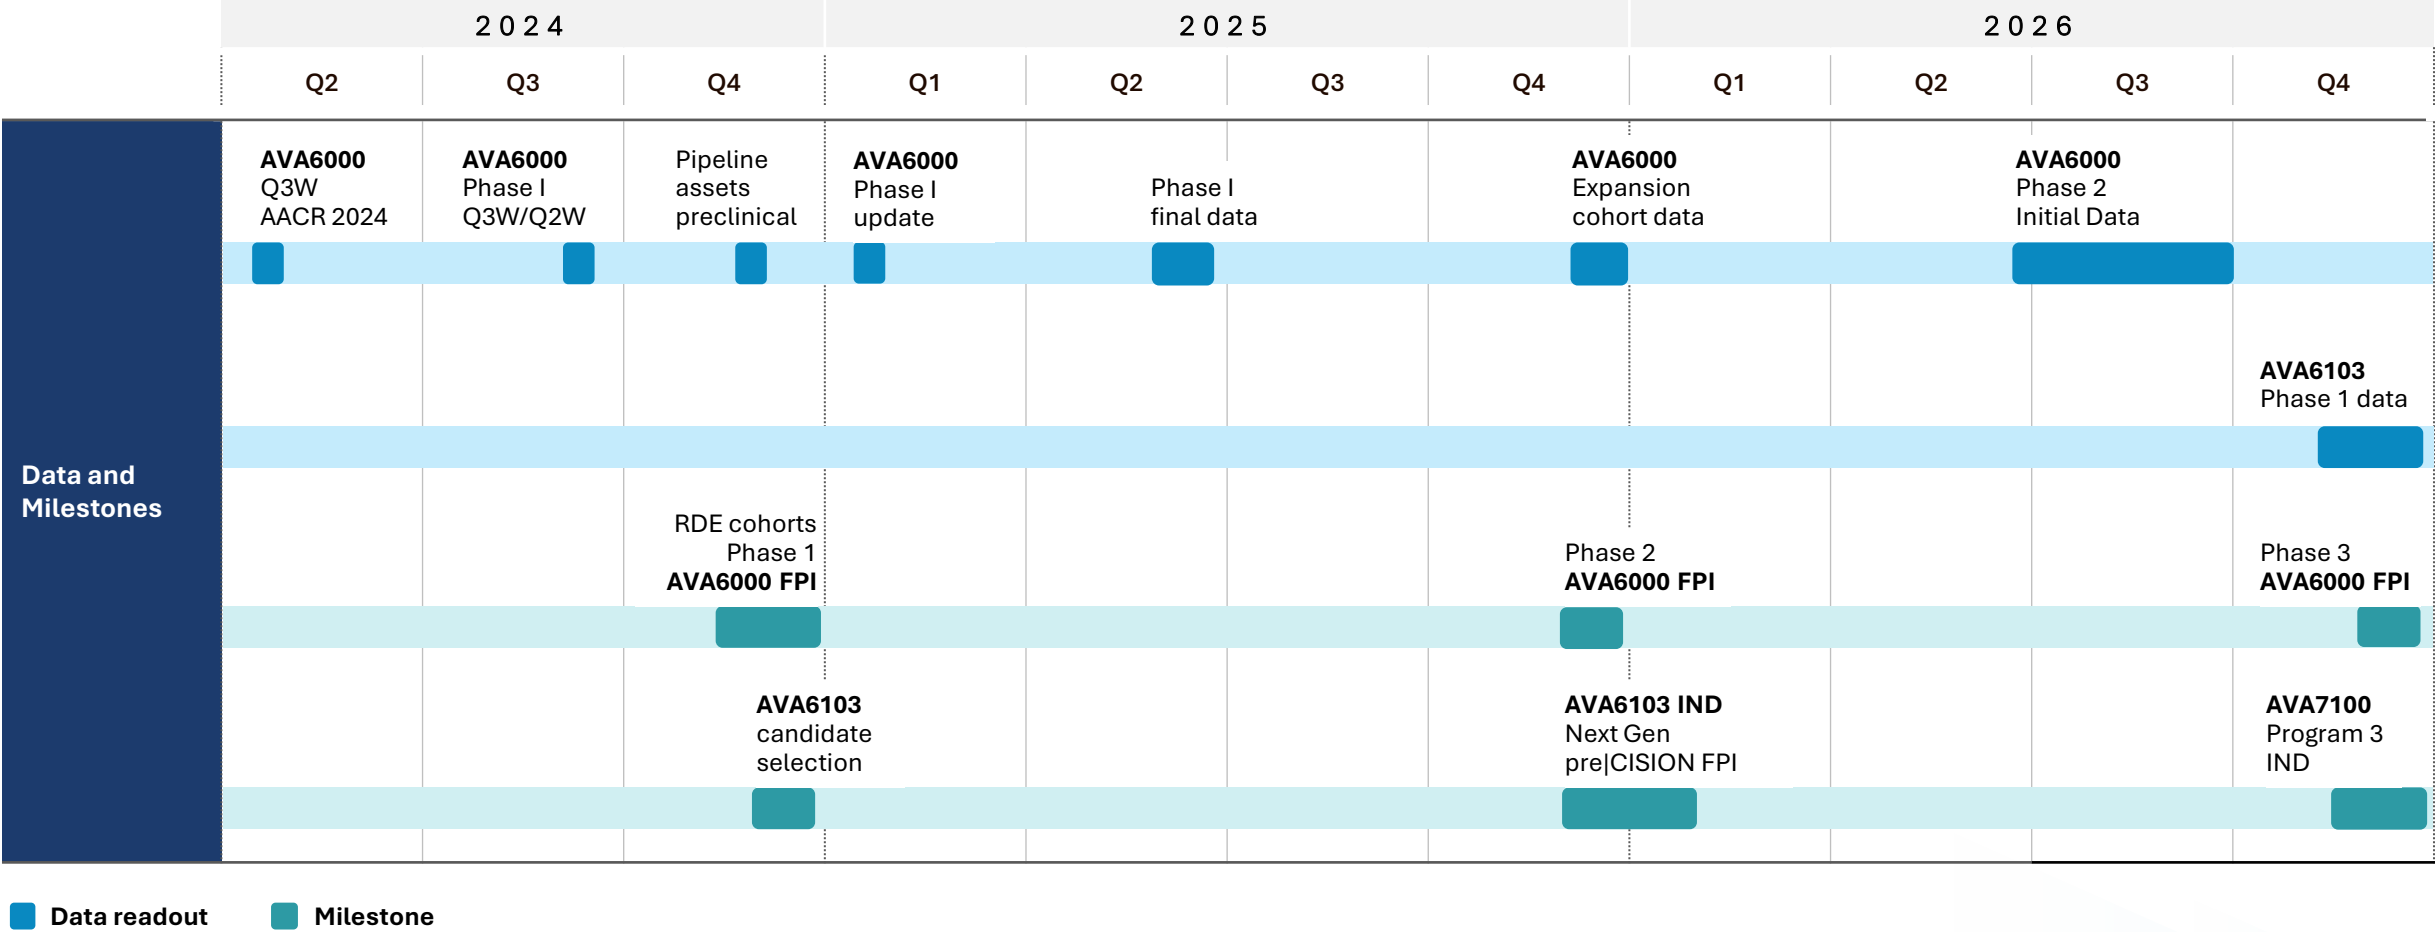 2024
2025
2026
Q2
Q3
Q4
Q1
Q2
Q3
Q4
Q1
Q2
Q3
Q4
Data and
Milestones
AVA6000
Q3W
AACR 2024
AVA6000
Phase I
Q3W/Q2W
Pipeline
assets
preclinical
AVA6000
Phase I
update
Phase I
final data
AVA6000
Expansion
cohort data
AVA6000
Phase 2
Initial Data
AVA6103
Phase 1 data
RDE cohorts
Phase 1
AVA6000 FPI
Phase 2
AVA6000 FPI
Phase 3
AVA6000 FPI
AVA6103
candidate
selection
AVA6103 IND
Next Gen
pre|CISION FPI
AVA7100
Program 3
IND
Data readout
Milestone